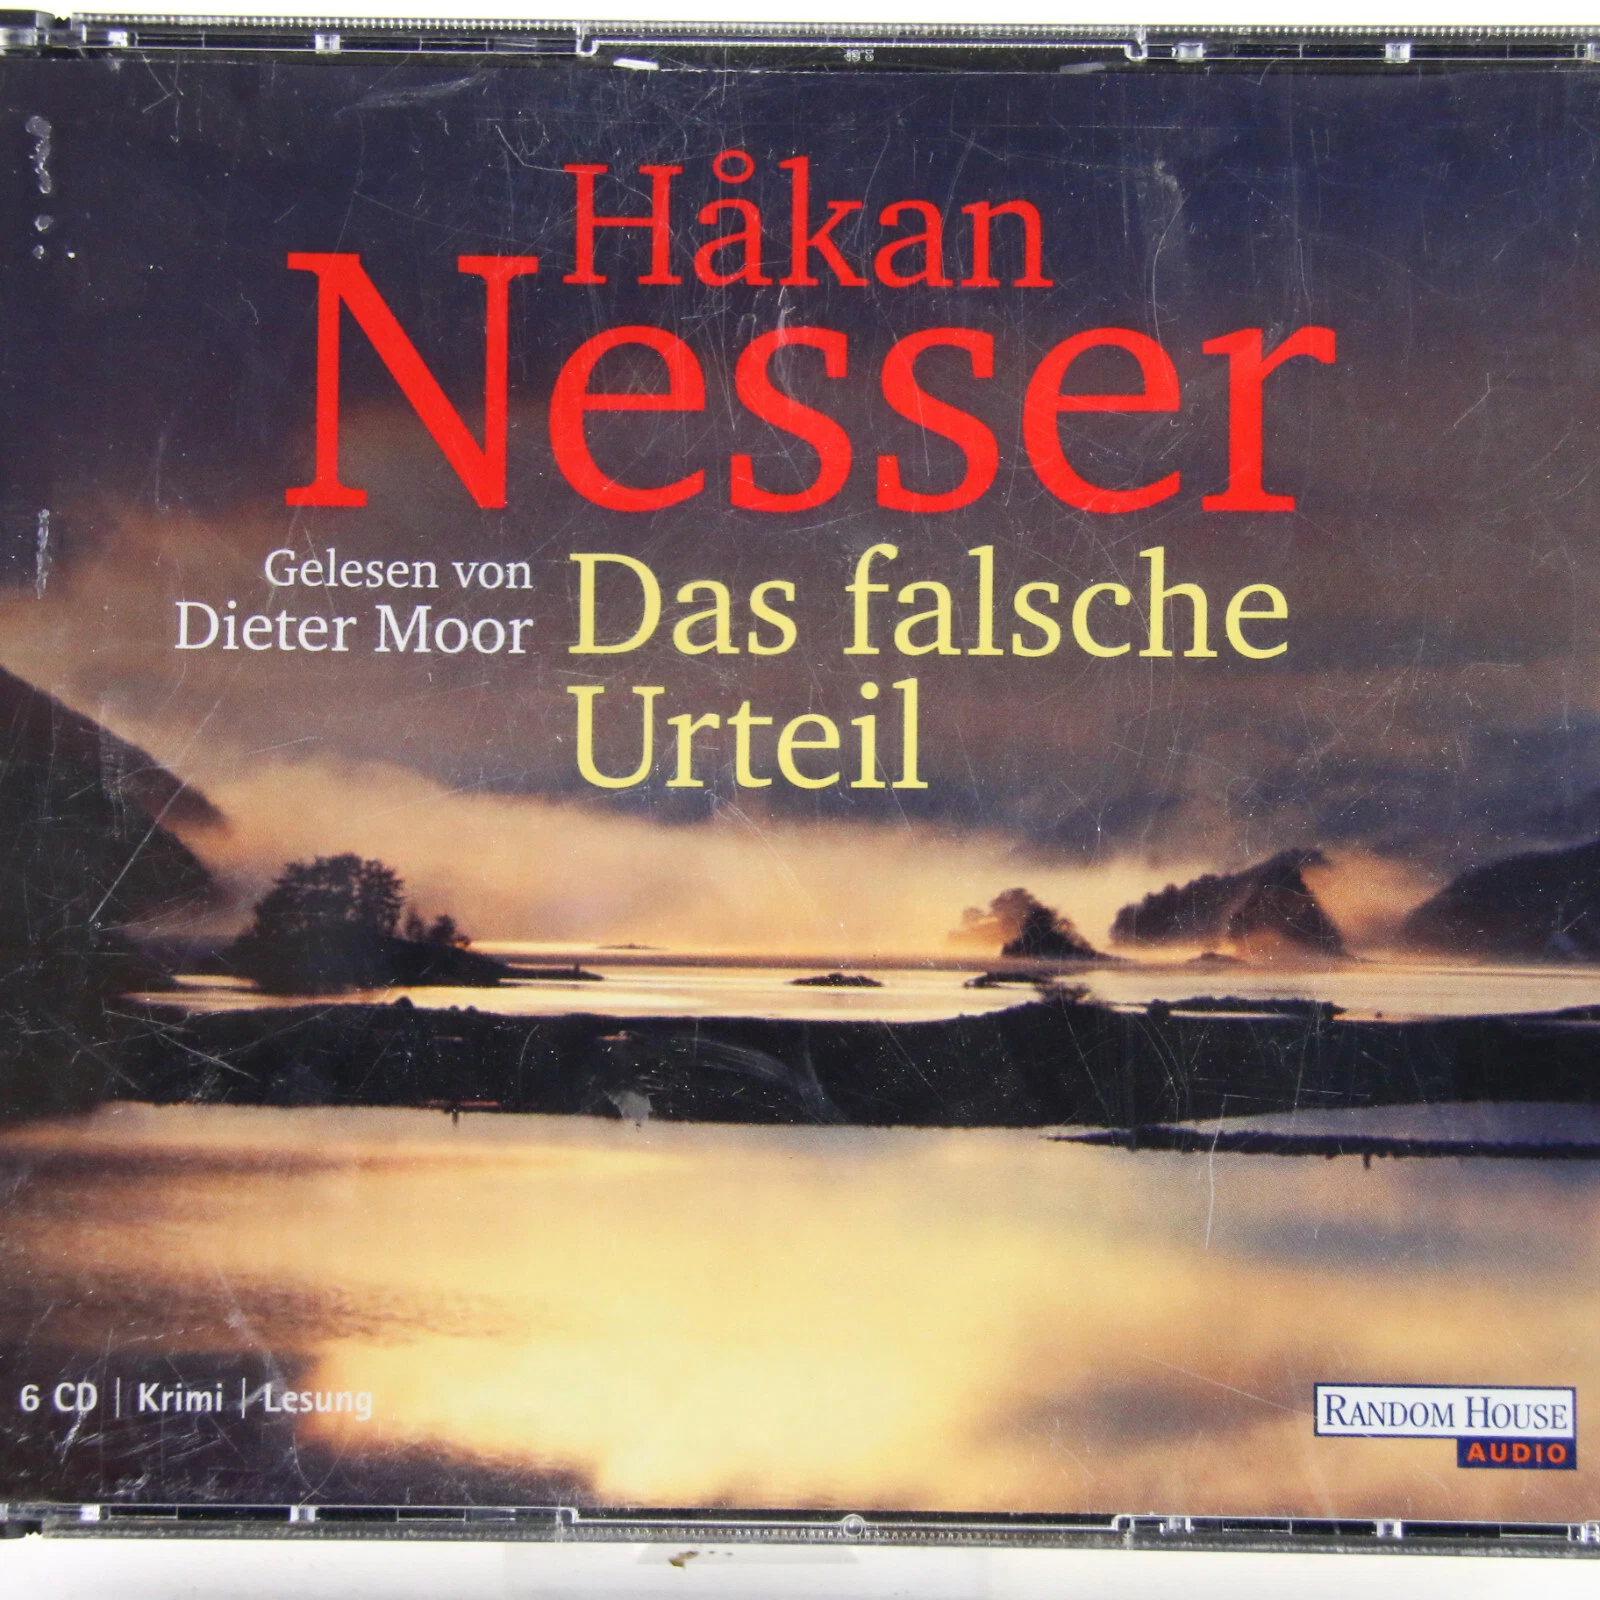 Håkan
Nesser
Gelesen von
Dieter Moor
Das falsche
Urteil
6 CD | Krimi | Lesung
RANDOM HOUSE
AUDIO